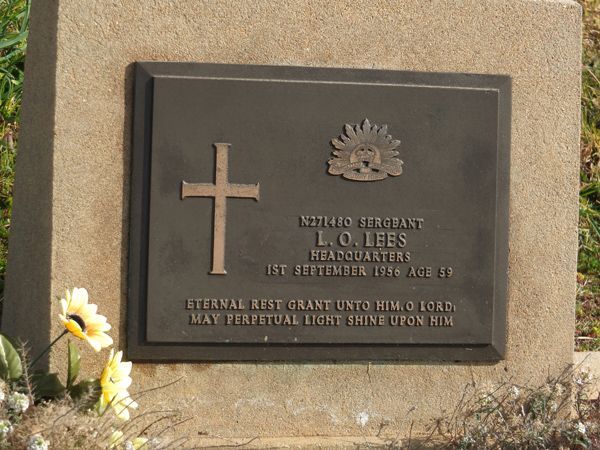 N271480 SERGEANT
L. O. LEES
HEADQUARTERS
1ST SEPTEMBER 1956 AGE 59
ETERNAL REST GRANT UNTO HIM, O LORD;
MAY PERPETUAL LIGHT SHINE UPON HIM